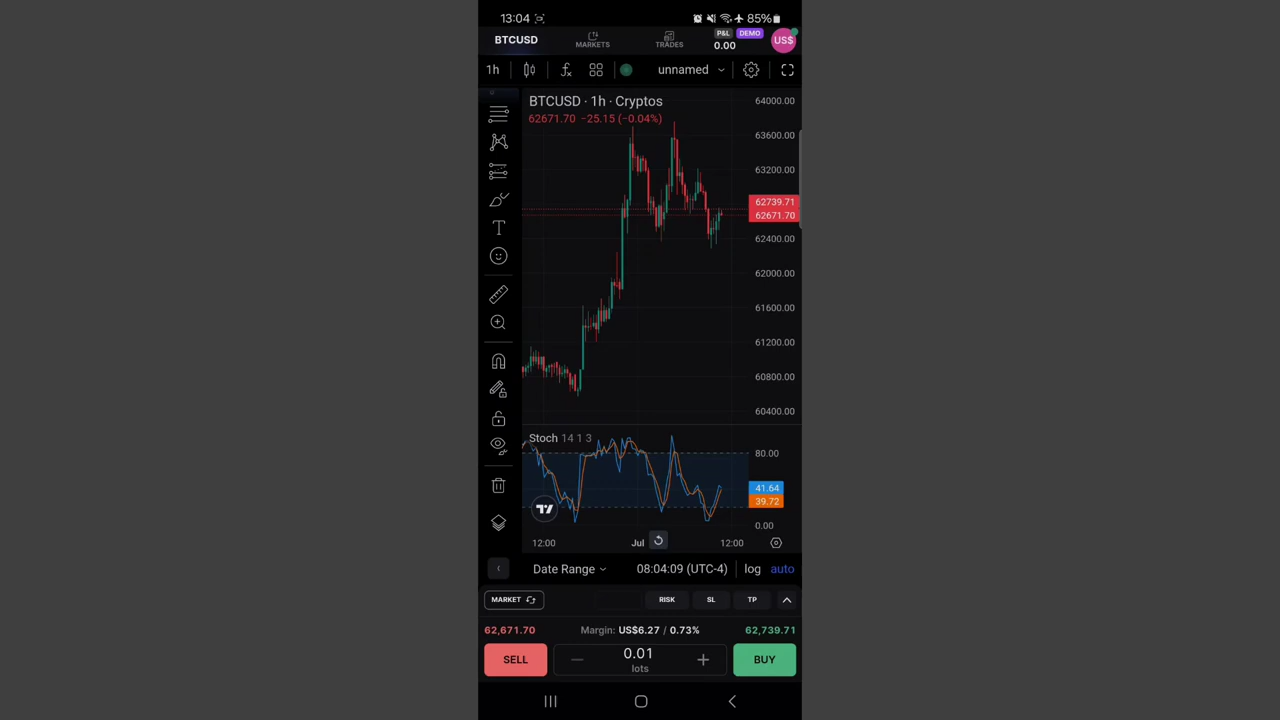 13:04 85%
BTCUSD MARKETS TRADES P&L DEMO 0.00 US$
1h unnamed
BTCUSD · 1h · Cryptos
62671.70 −25.15 (−0.04%)
64000.00
63600.00
63200.00
62739.71
62671.70
62400.00
62000.00
61600.00
61200.00
60800.00
60400.00
Stoch 14 1 3
80.00
41.64
39.72
0.00
12:00 Jul 12:00
Date Range 08:04:09 (UTC-4) log auto
MARKET RISK SL TP
62,671.70 Margin: US$6.27 / 0.73% 62,739.71
SELL 0.01 lots BUY